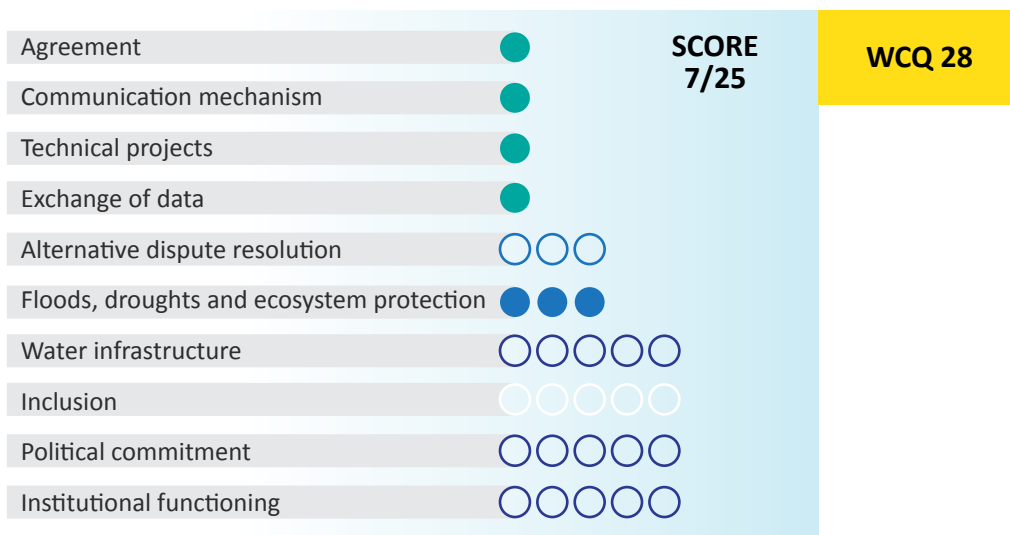 Agreement
Communication mechanism
Technical projects
Exchange of data
Alternative dispute resolution
Floods, droughts and ecosystem protection
Water infrastructure
Inclusion
Political commitment
Institutional functioning
SCORE
7/25
WCQ 28